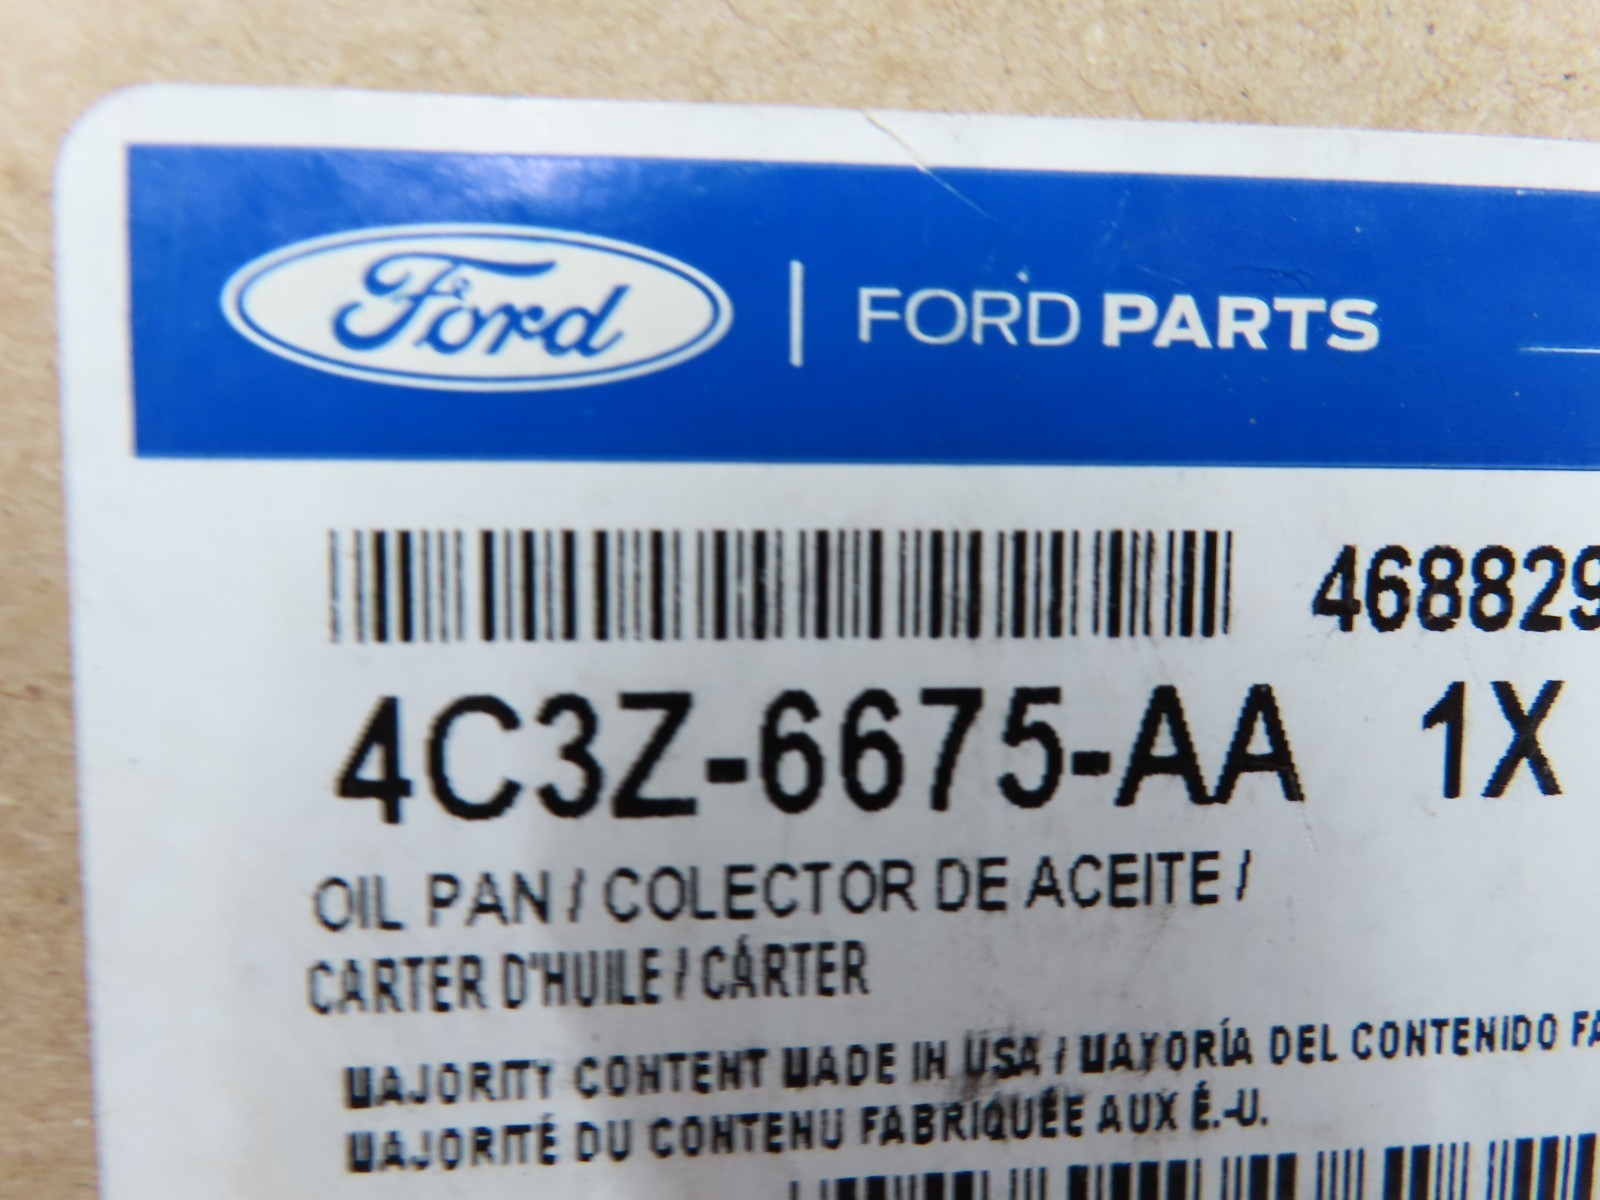 Ford | FORD PARTS
468829
4C3Z-6675-AA 1X
OIL PAN / COLECTOR DE ACEITE /
CARTER D'HUILE / CÁRTER
MAJORITY CONTENT MADE IN USA / MAYORÍA DEL CONTENIDO FA
MAJORITÉ DU CONTENU FABRIQUÉE AUX É.-U.